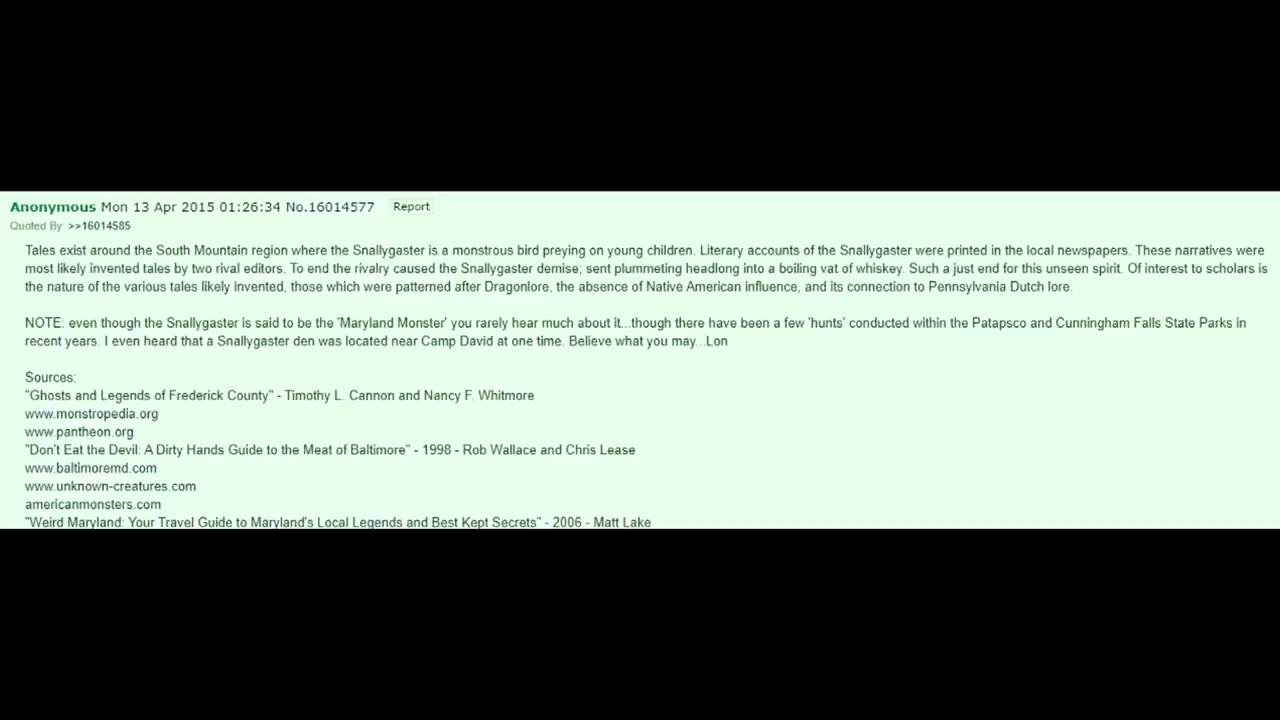 Anonymous Mon 13 Apr 2015 01:26:34 No.16014577 Report
Quoted By: >>16014585
Tales exist around the South Mountain region where the Snallygaster is a monstrous bird preying on young children. Literary accounts of the Snallygaster were printed in the local newspapers. These narratives were
most likely invented tales by two rival editors. To end the rivalry caused the Snallygaster demise; sent plummeting headlong into a boiling vat of whiskey. Such a just end for this unseen spirit. Of interest to scholars is
the nature of the various tales likely invented, those which were patterned after Dragonlore, the absence of Native American influence, and its connection to Pennsylvania Dutch lore.
NOTE: even though the Snallygaster is said to be the 'Maryland Monster' you rarely hear much about it...though there have been a few 'hunts' conducted within the Patapsco and Cunningham Falls State Parks in
recent years. I even heard that a Snallygaster den was located near Camp David at one time. Believe what you may...Lon
Sources:
"Ghosts and Legends of Frederick County" - Timothy L. Cannon and Nancy F. Whitmore
www.monstropedia.org
www.pantheon.org
"Don't Eat the Devil: A Dirty Hands Guide to the Meat of Baltimore" - 1998 - Rob Wallace and Chris Lease
www.baltimoremd.com
www.unknown-creatures.com
americanmonsters.com
"Weird Maryland: Your Travel Guide to Maryland's Local Legends and Best Kept Secrets" - 2006 - Matt Lake